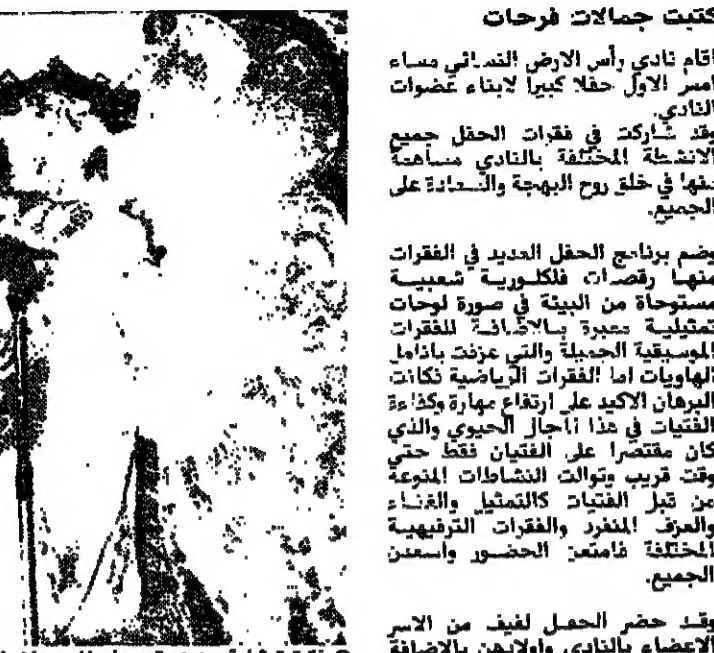 كتبت جمالات فرحات
اقام نادي رأس الارض النسائي مساء
امس الاول حفلا كبيرا لابناء عضوات
النادي.
وقد شاركت في فقرات الحفل جميع
الانشطة المختلفة بالنادي مساهمة
منها في خلق روح البهجة والسعادة على
الجميع.
وضم برنامج الحفل العديد في الفقرات
منها رقصات فلكلورية شعبية
مستوحاة من البيئة في صورة لوحات
تمثيلية معبرة بالاضافة للفقرات
الموسيقية الجميلة والتي عزفت بانامل
الهاويات اما الفقرات الرياضية فكانت
البرهان الاكيد على ارتفاع مهارة وكفاءة
الفتيات في هذا المجال الحيوي والذي
كان مقتصرا على الفتيان فقط حتى
وقت قريب وتوالت النشاطات المنوعة
من قبل الفتيات كالتمثيل والغناء
والعزف المنفرد والفقرات الترفيهية
المختلفة فامتعن الحضور واسعدن
الجميع.
وقد حضر الحفل لفيف من الاسر
الاعضاء بالنادي واولادهن بالاضافة